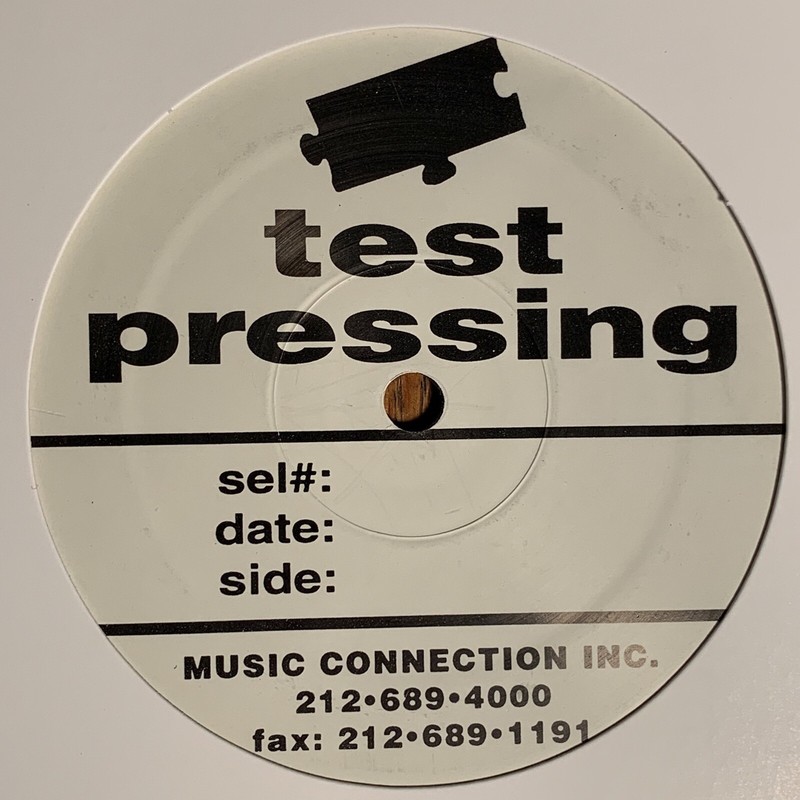 test
pressing
sel#:
date:
side:
MUSIC CONNECTION INC.
212•689•4000
fax: 212•689•1191